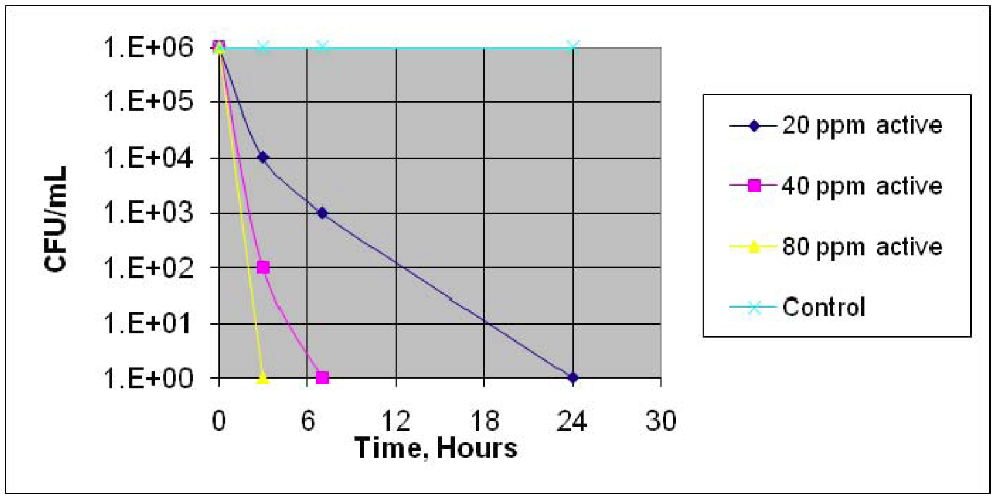 1.E+06
1.E+05
1.E+04
1.E+03
1.E+02
1.E+01
1.E+00
CFU/mL
0 6 12 18 24 30
Time, Hours
20 ppm active
40 ppm active
80 ppm active
Control